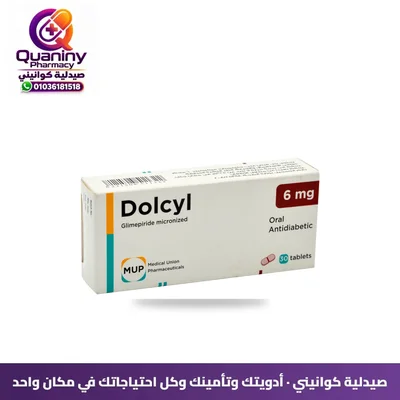 Quaniny
Pharmacy
صيدلية كوانيني
01036181518
6 mg
Dolcyl
Glimepiride micronized
Oral
Antidiabetic
MUP
Medical Union
Pharmaceuticals
30 tablets
صيدلية كوانيني - أدويتك وتأمينك وكل احتياجاتك في مكان واحد